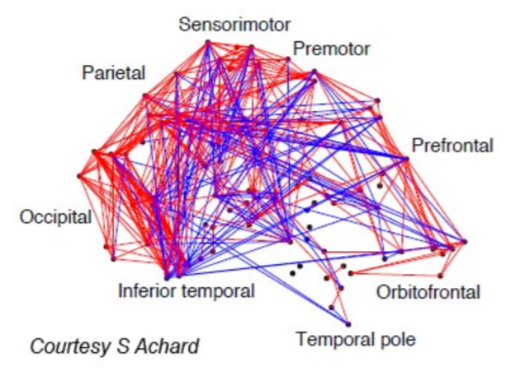 Sensorimotor
Premotor
Parietal
Prefrontal
Occipital
Inferior temporal
Orbitofrontal
Temporal pole
Courtesy S Achard